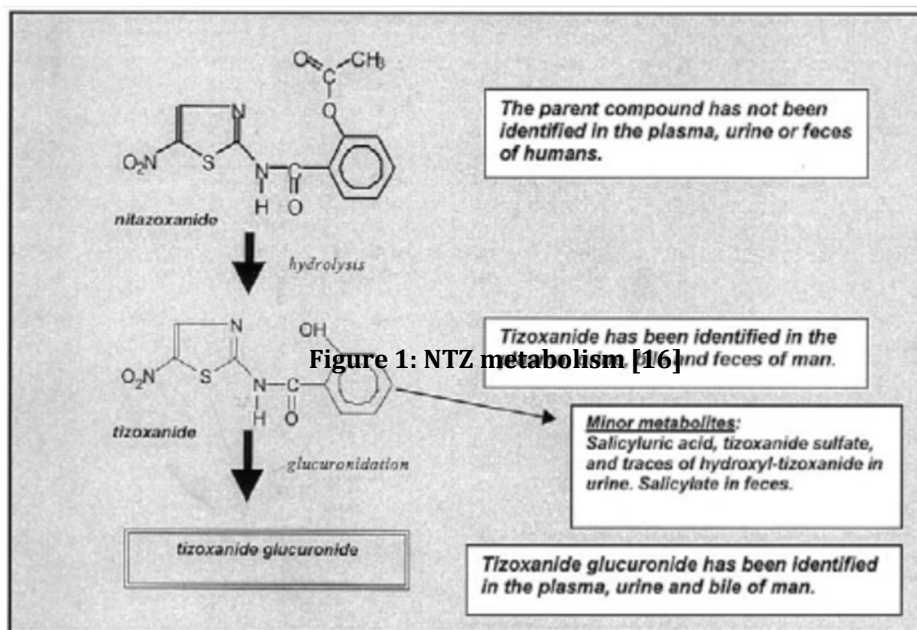 O
CH₃
C
O
N
O₂N
S
N
C
H
O
nitazoxanide
The parent compound has not been
identified in the plasma, urine or feces
of humans.
hydrolysis
OH
N
O₂N
S
N
C
H
O
tizoxanide
Tizoxanide has been identified in the
bile, and feces of man.
Figure 1: NTZ metabolism [16]
Minor metabolites:
Salicyluric acid, tizoxanide sulfate,
and traces of hydroxyl-tizoxanide in
urine. Salicylate in feces.
glucuronidation
tizoxanide glucuronide
Tizoxanide glucuronide has been identified
in the plasma, urine and bile of man.